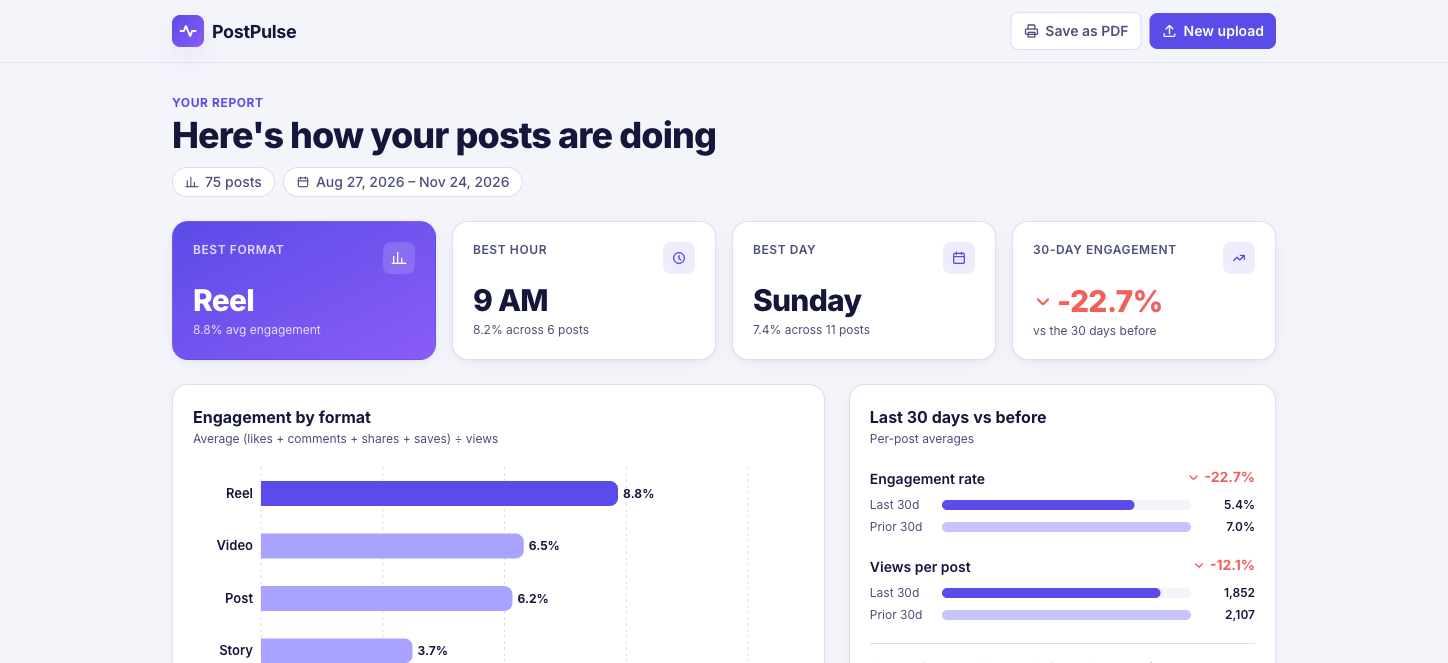 PostPulse
Save as PDF
New upload
YOUR REPORT
Here's how your posts are doing
75 posts
Aug 27, 2026 – Nov 24, 2026
BEST FORMAT
Reel
8.8% avg engagement
BEST HOUR
9 AM
8.2% across 6 posts
BEST DAY
Sunday
7.4% across 11 posts
30-DAY ENGAGEMENT
-22.7%
vs the 30 days before
Engagement by format
Average (likes + comments + shares + saves) ÷ views
Reel 8.8%
Video 6.5%
Post 6.2%
Story 3.7%
Last 30 days vs before
Per-post averages
Engagement rate -22.7%
Last 30d 5.4%
Prior 30d 7.0%
Views per post -12.1%
Last 30d 1,852
Prior 30d 2,107